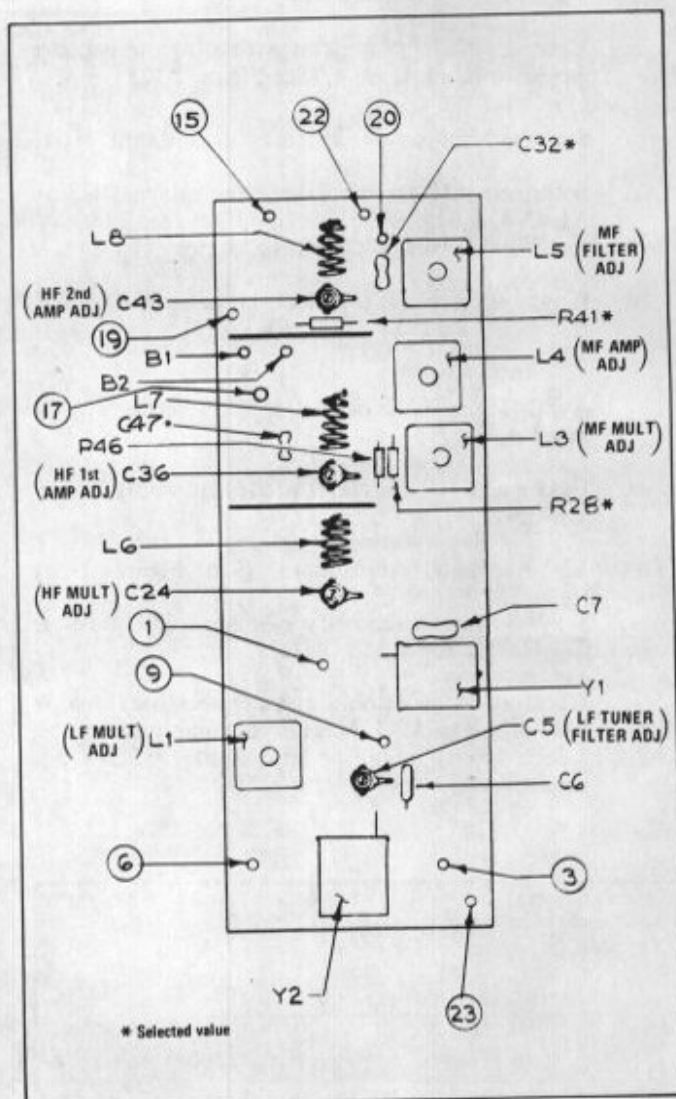 15
22
20
C32*
L8
L5 (MF FILTER ADJ)
(HF 2nd AMP ADJ) C43
19
R41*
B1
L4 (MF AMP ADJ)
B2
17
L7
C47*
L3 (MF MULT ADJ)
R46
(HF 1st AMP ADJ) C36
R28*
L6
(HF MULT ADJ) C24
C7
1
9
Y1
(LF MULT ADJ) L1
C5 (LF TUNER FILTER ADJ)
C6
6
3
Y2
23
* Selected value